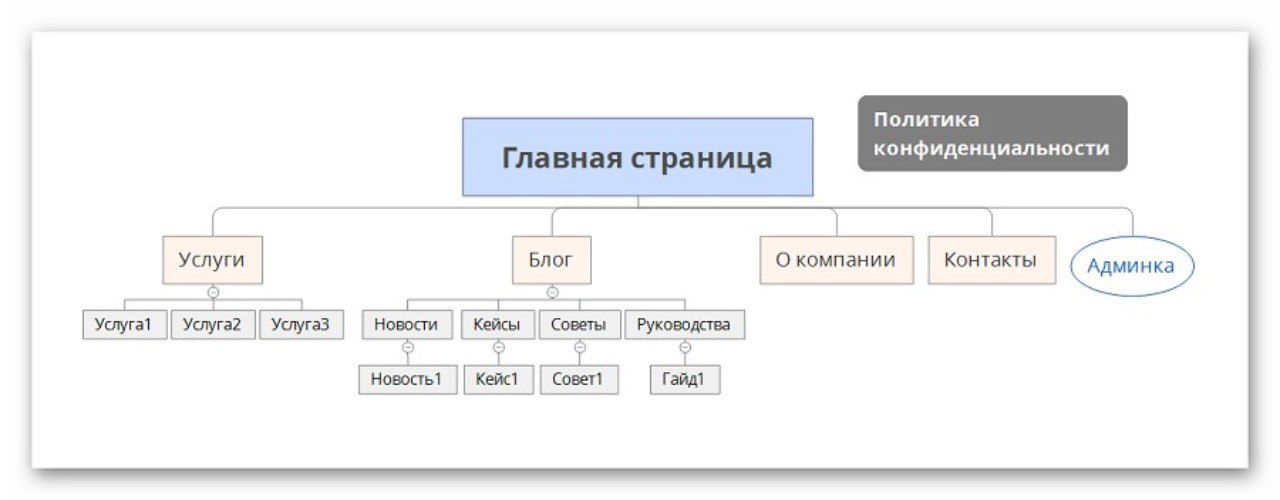 Политика
конфиденциальности
Главная страница
Услуги
Блог
О компании
Контакты
Админка
Услуга1
Услуга2
Услуга3
Новости
Кейсы
Советы
Руководства
Новость1
Кейс1
Совет1
Гайд1